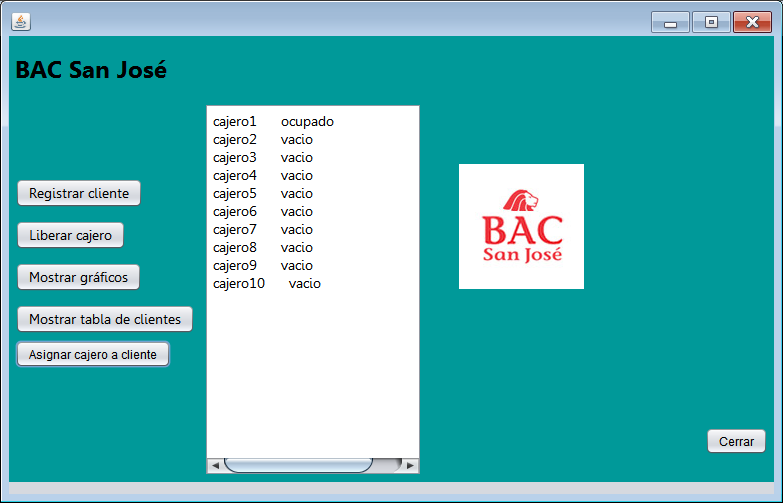 BAC San José
cajero1 ocupado
cajero2 vacio
cajero3 vacio
cajero4 vacio
cajero5 vacio
cajero6 vacio
cajero7 vacio
cajero8 vacio
cajero9 vacio
cajero10 vacio
Registrar cliente
Liberar cajero
Mostrar gráficos
Mostrar tabla de clientes
Asignar cajero a cliente
BAC
San José
Cerrar